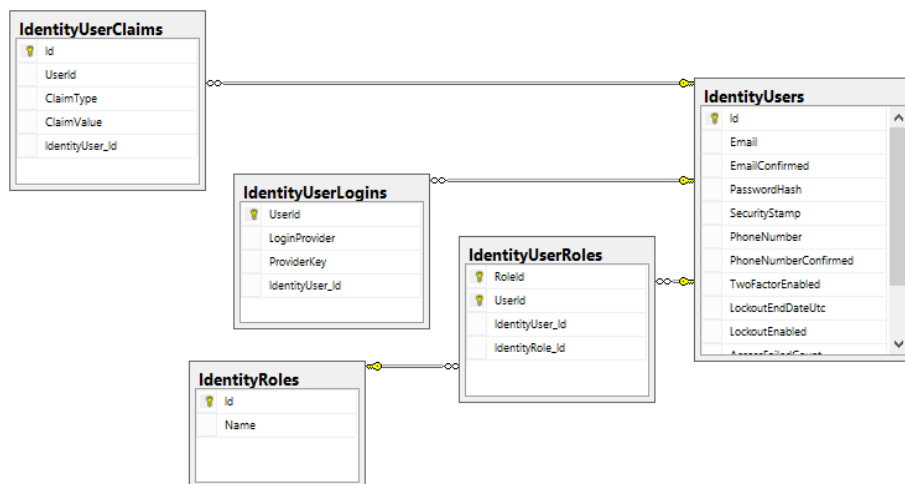 IdentityUserClaims
Id
UserId
ClaimType
ClaimValue
IdentityUser_Id
IdentityUsers
Id
Email
EmailConfirmed
PasswordHash
SecurityStamp
PhoneNumber
PhoneNumberConfirmed
TwoFactorEnabled
LockoutEndDateUtc
LockoutEnabled
AccessFailedCount
IdentityUserLogins
UserId
LoginProvider
ProviderKey
IdentityUser_Id
IdentityUserRoles
RoleId
UserId
IdentityUser_Id
IdentityRole_Id
IdentityRoles
Id
Name